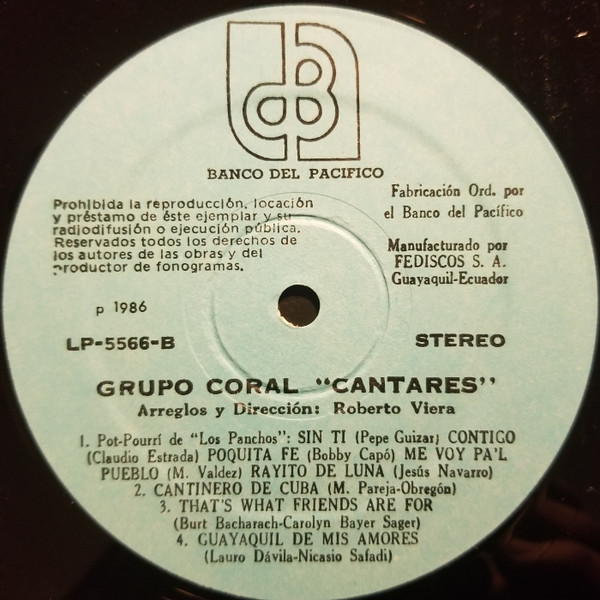 BANCO DEL PACIFICO
Prohibida la reproducción, locación
y préstamo de éste ejemplar y su
radiodifusión o ejecución pública.
Reservados todos los derechos de
los autores de las obras y del
productor de fonogramas.
Fabricación Ord. por
el Banco del Pacífico
Manufacturado por
FEDISCOS S. A.
Guayaquil-Ecuador
p 1986
LP-5566-B
STEREO
GRUPO CORAL "CANTARES"
Arreglos y Dirección: Roberto Viera
1. Pot-Pourrí de "Los Panchos": SIN TI (Pepe Guizar) CONTIGO
(Claudio Estrada) POQUITA FE (Bobby Capó) ME VOY PA'L
PUEBLO (M. Valdez) RAYITO DE LUNA (Jesús Navarro)
2. CANTINERO DE CUBA (M. Pareja-Obregón)
3. THAT'S WHAT FRIENDS ARE FOR
(Burt Bacharach-Carolyn Bayer Sager)
4. GUAYAQUIL DE MIS AMORES
(Lauro Dávila-Nicasio Safadi)